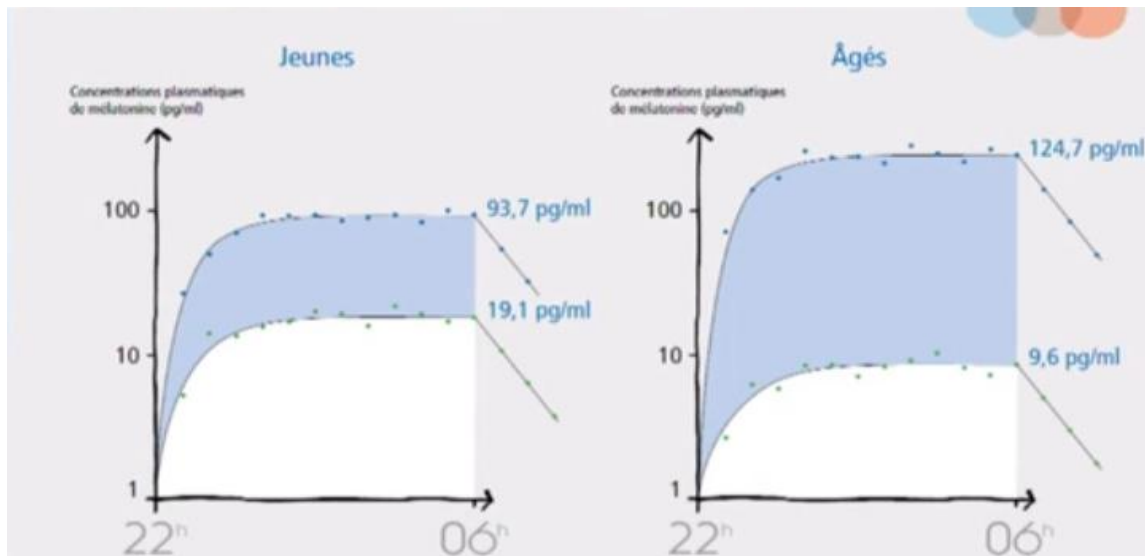 Jeunes
Concentrations plasmatiques
de mélatonine (pg/ml)
100
10
1
93,7 pg/ml
19,1 pg/ml
22h
06h
Âgés
Concentrations plasmatiques
de mélatonine (pg/ml)
100
10
1
124,7 pg/ml
9,6 pg/ml
22h
06h